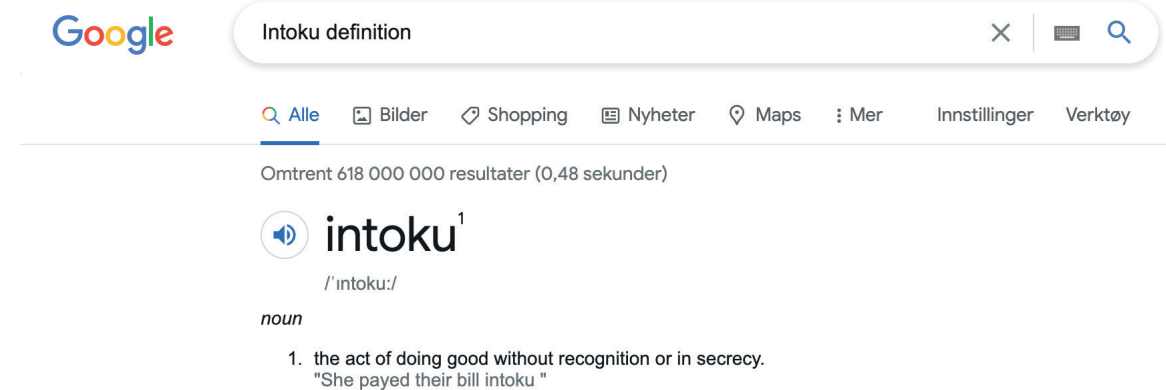 Google Intoku definition
Alle Bilder Shopping Nyheter Maps Mer Innstillinger Verktøy
Omtrent 618 000 000 resultater (0,48 sekunder)
intoku¹
/ˈɪntokuː/
noun
1. the act of doing good without recognition or in secrecy.
"She payed their bill intoku "